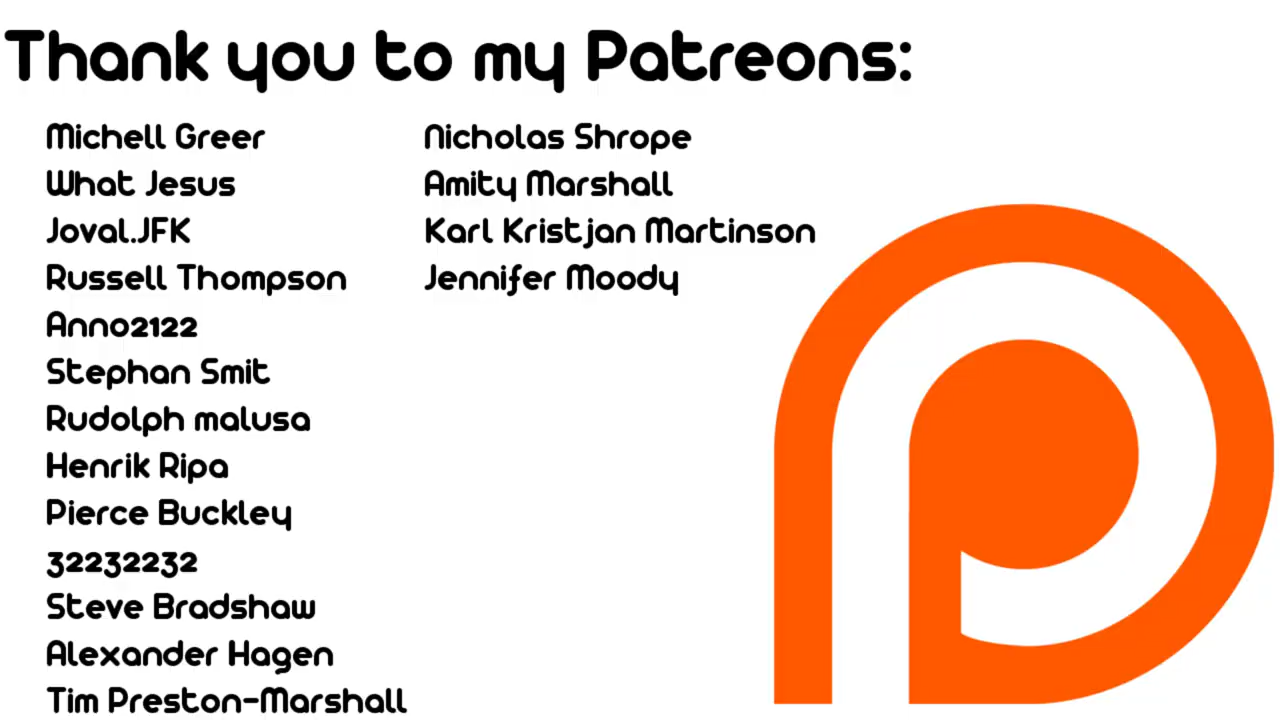 Thank you to my Patreons:
Michell Greer
What Jesus
Joval.JFK
Russell Thompson
Anno2122
Stephan Smit
Rudolph malusa
Henrik Ripa
Pierce Buckley
32232232
Steve Bradshaw
Alexander Hagen
Tim Preston-Marshall
Nicholas Shrope
Amity Marshall
Karl Kristjan Martinson
Jennifer Moody